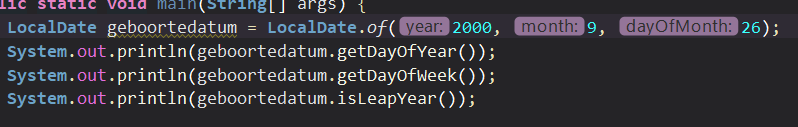 lic static void main(String[] args) {
LocalDate geboortedatum = LocalDate.of( year: 2000, month: 9, dayOfMonth: 26);
System.out.println(geboortedatum.getDayOfYear());
System.out.println(geboortedatum.getDayOfWeek());
System.out.println(geboortedatum.isLeapYear());